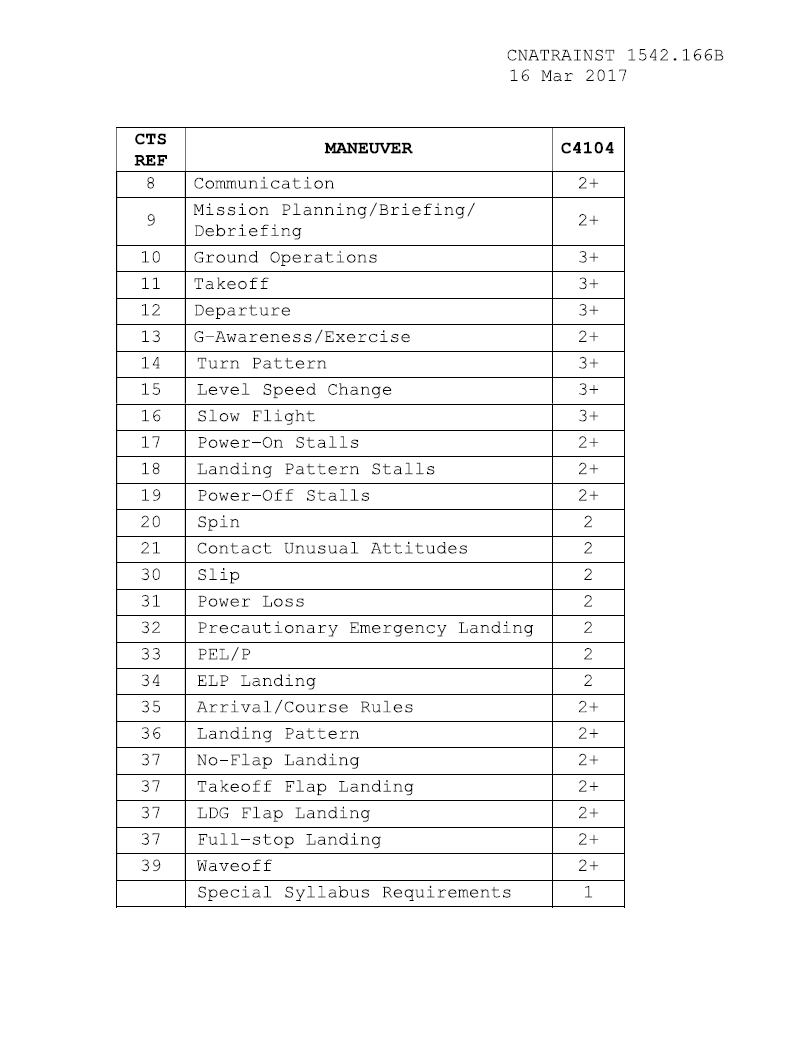 CNATRAINST 1542.166B
16 Mar 2017
CTS REF MANEUVER C4104
8 Communication 2+
9 Mission Planning/Briefing/ 2+
Debriefing
10 Ground Operations 3+
11 Takeoff 3+
12 Departure 3+
13 G-Awareness/Exercise 2+
14 Turn Pattern 3+
15 Level Speed Change 3+
16 Slow Flight 3+
17 Power-On Stalls 2+
18 Landing Pattern Stalls 2+
19 Power-Off Stalls 2+
20 Spin 2
21 Contact Unusual Attitudes 2
30 Slip 2
31 Power Loss 2
32 Precautionary Emergency Landing 2
33 PEL/P 2
34 ELP Landing 2
35 Arrival/Course Rules 2+
36 Landing Pattern 2+
37 No-Flap Landing 2+
37 Takeoff Flap Landing 2+
37 LDG Flap Landing 2+
37 Full-stop Landing 2+
39 Waveoff 2+
Special Syllabus Requirements 1